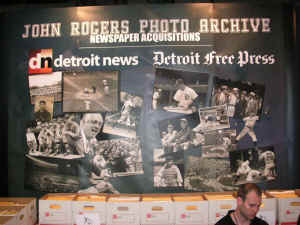 JOHN ROGERS PHOTO ARCHIVE
NEWSPAPER ACQUISITIONS
dn detroit news Detroit Free Press